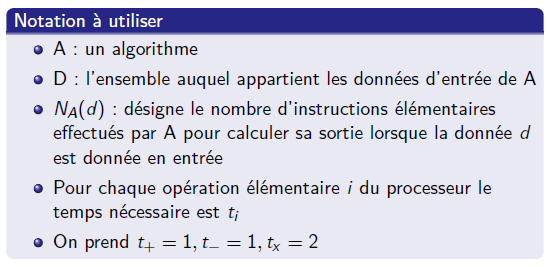 Notation à utiliser
A : un algorithme
D : l'ensemble auquel appartient les données d'entrée de A
N_A(d) : désigne le nombre d'instructions élémentaires
effectués par A pour calculer sa sortie lorsque la donnée d
est donnée en entrée
Pour chaque opération élémentaire i du processeur le
temps nécessaire est t_i
On prend t_+ = 1, t_− = 1, t_x = 2